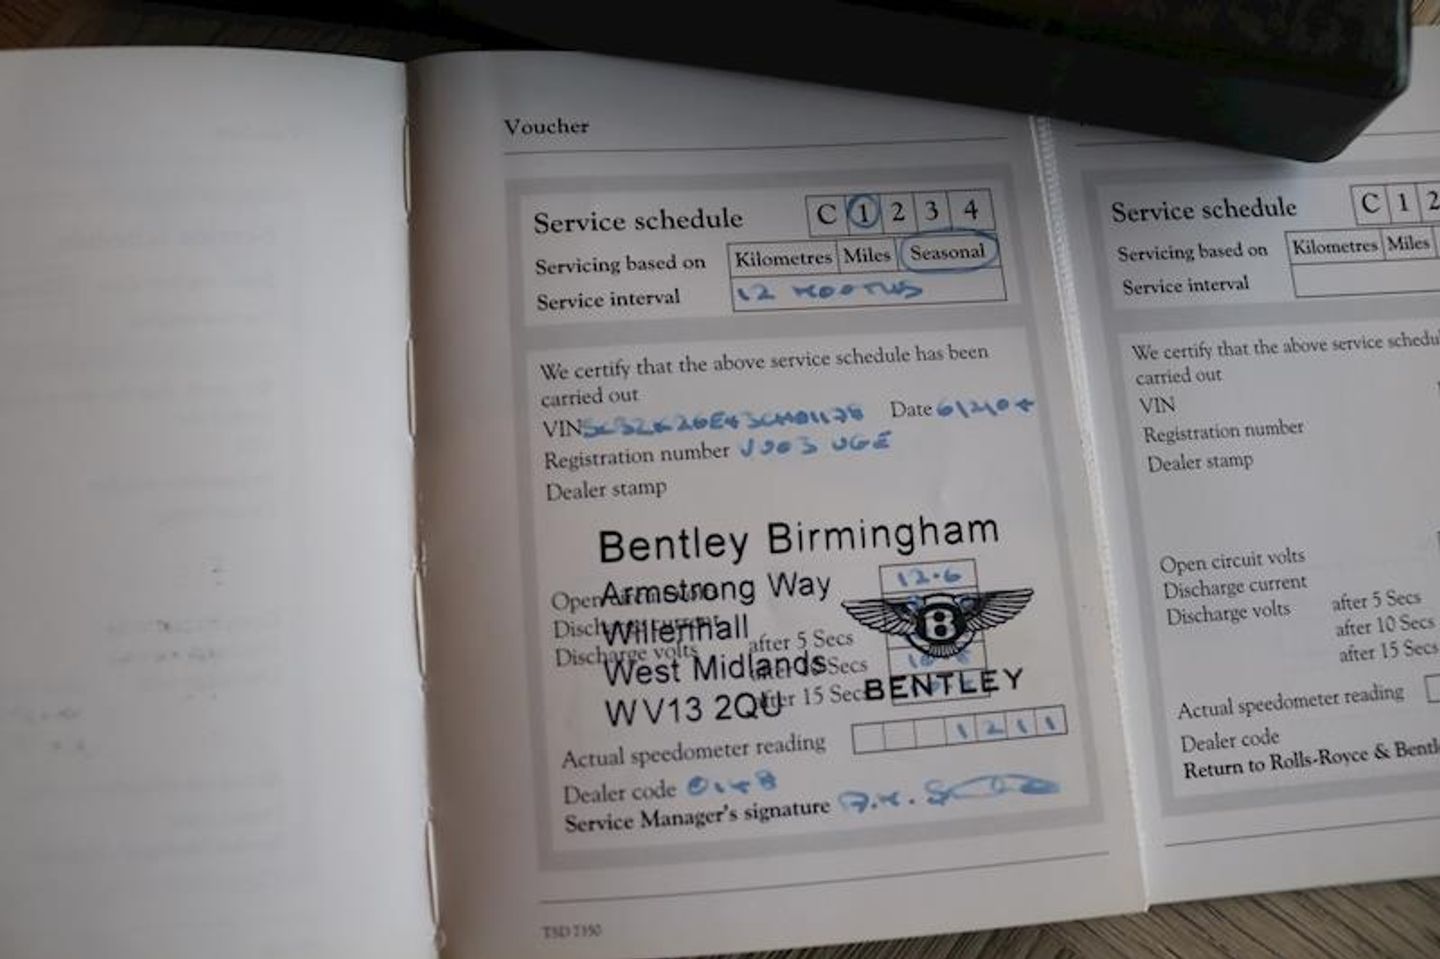 Voucher
Service schedule C 1 2 3 4
Servicing based on Kilometres Miles Seasonal
Service interval 12 MONTHS
We certify that the above service schedule has been
carried out
VIN Date 6/2/04
Registration number UGE
Dealer stamp
Bentley Birmingham
Armstrong Way
Willenhall
West Midlands
WV13 2QU
B
BENTLEY
Open circuit volts 12.6
Discharge current
Discharge volts after 5 Secs
after 10 Secs
after 15 Secs
Actual speedometer reading 1211
Dealer code
Service Manager's signature
TSD 7350
Service schedule C 1 2
Servicing based on Kilometres Miles
Service interval
We certify that the above service schedu
carried out
VIN
Registration number
Dealer stamp
Open circuit volts
Discharge current
Discharge volts after 5 Secs
after 10 Secs
after 15 Secs
Actual speedometer reading
Dealer code
Return to Rolls-Royce & Bentl